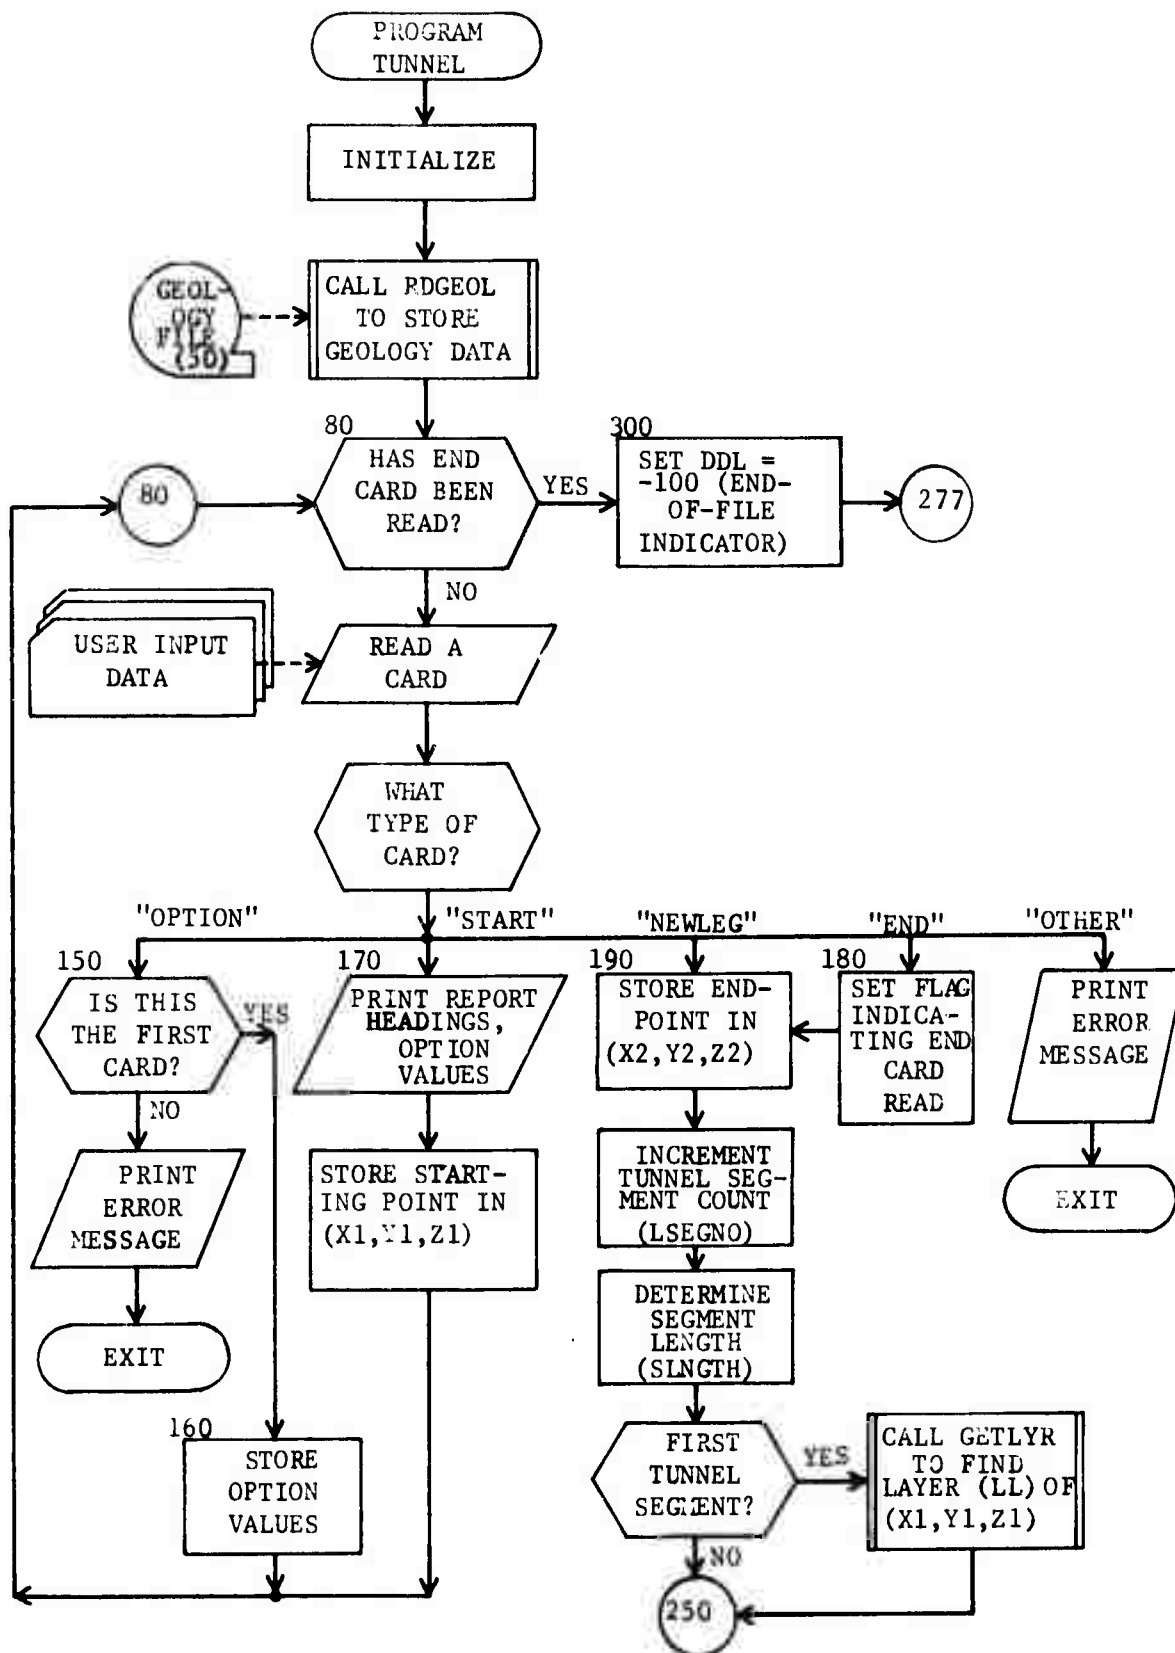 PROGRAM
TUNNEL
INITIALIZE
GEOL-
OGY
FILE
(50)
CALL RDGEOL
TO STORE
GEOLOGY DATA
80
HAS END
CARD BEEN
READ?
YES
300
SET DDL =
-100 (END-
OF-FILE
INDICATOR)
277
80
NO
USER INPUT
DATA
READ A
CARD
WHAT
TYPE OF
CARD?
"OPTION"
"START"
"NEWLEG"
"END"
"OTHER"
150
IS THIS
THE FIRST
CARD?
YES
NO
PRINT
ERROR
MESSAGE
EXIT
160
STORE
OPTION
VALUES
170
PRINT REPORT
HEADINGS,
OPTION
VALUES
STORE START-
ING POINT IN
(X1,Y1,Z1)
190
STORE END-
POINT IN
(X2,Y2,Z2)
INCREMENT
TUNNEL SEG-
MENT COUNT
(LSEGNO)
DETERMINE
SEGMENT
LENGTH
(SLNGTH)
FIRST
TUNNEL
SEGMENT?
YES
NO
250
CALL GETLYR
TO FIND
LAYER (LL) OF
(X1,Y1,Z1)
180
SET FLAG
INDICA-
TING END
CARD
READ
PRINT
ERROR
MESSAGE
EXIT